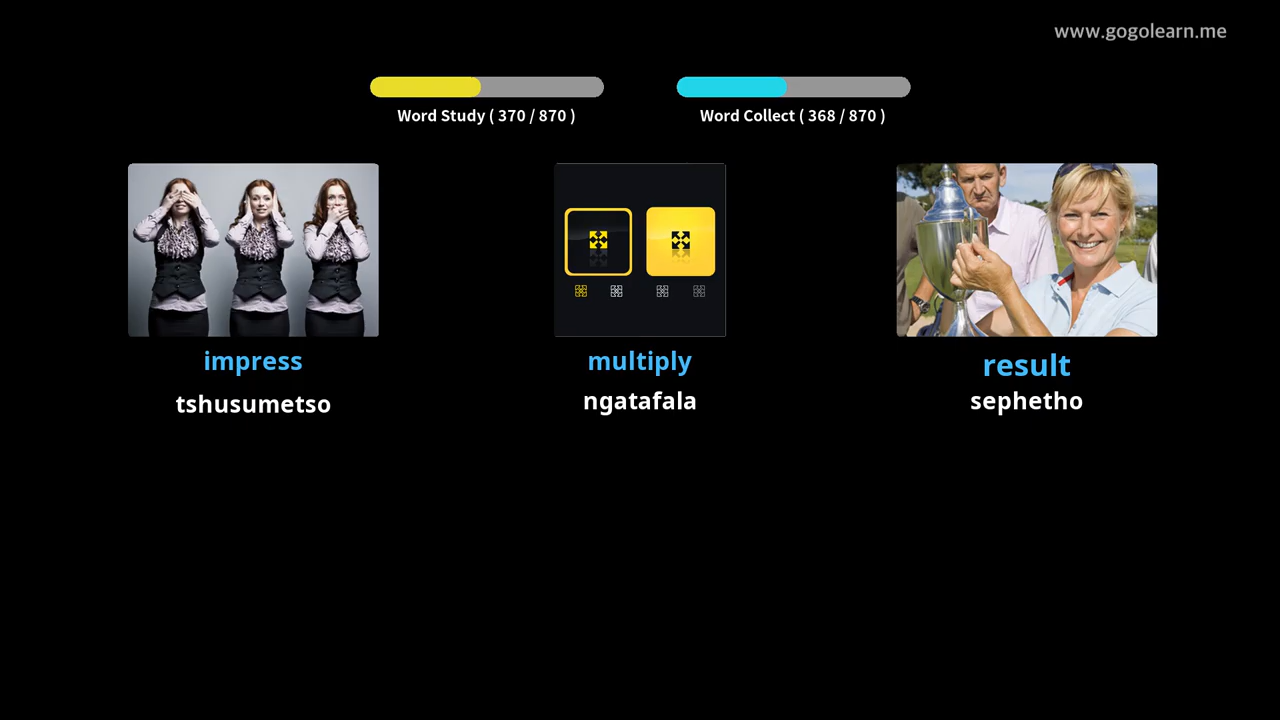 www.gogolearn.me
Word Study ( 370 / 870 )
Word Collect ( 368 / 870 )
impress
tshusumetso
multiply
ngatafala
result
sephetho